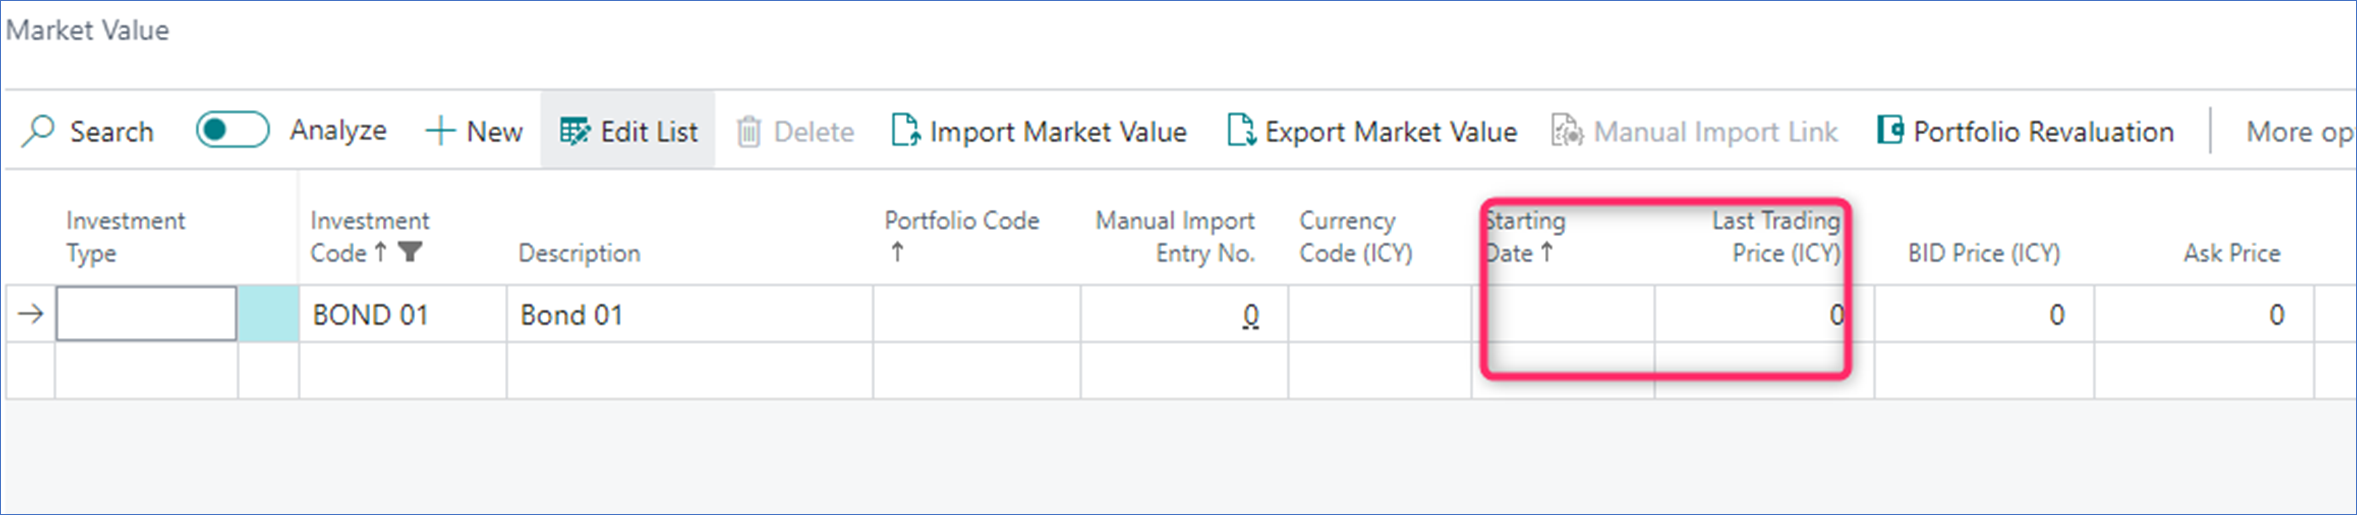 Market Value
Search Analyze New Edit List Delete Import Market Value Export Market Value Manual Import Link Portfolio Revaluation More op
Investment Type Investment Code Description Portfolio Code Manual Import Entry No. Currency Code (ICY) Starting Date Last Trading Price (ICY) BID Price (ICY) Ask Price
BOND 01 Bond 01 0 0 0 0